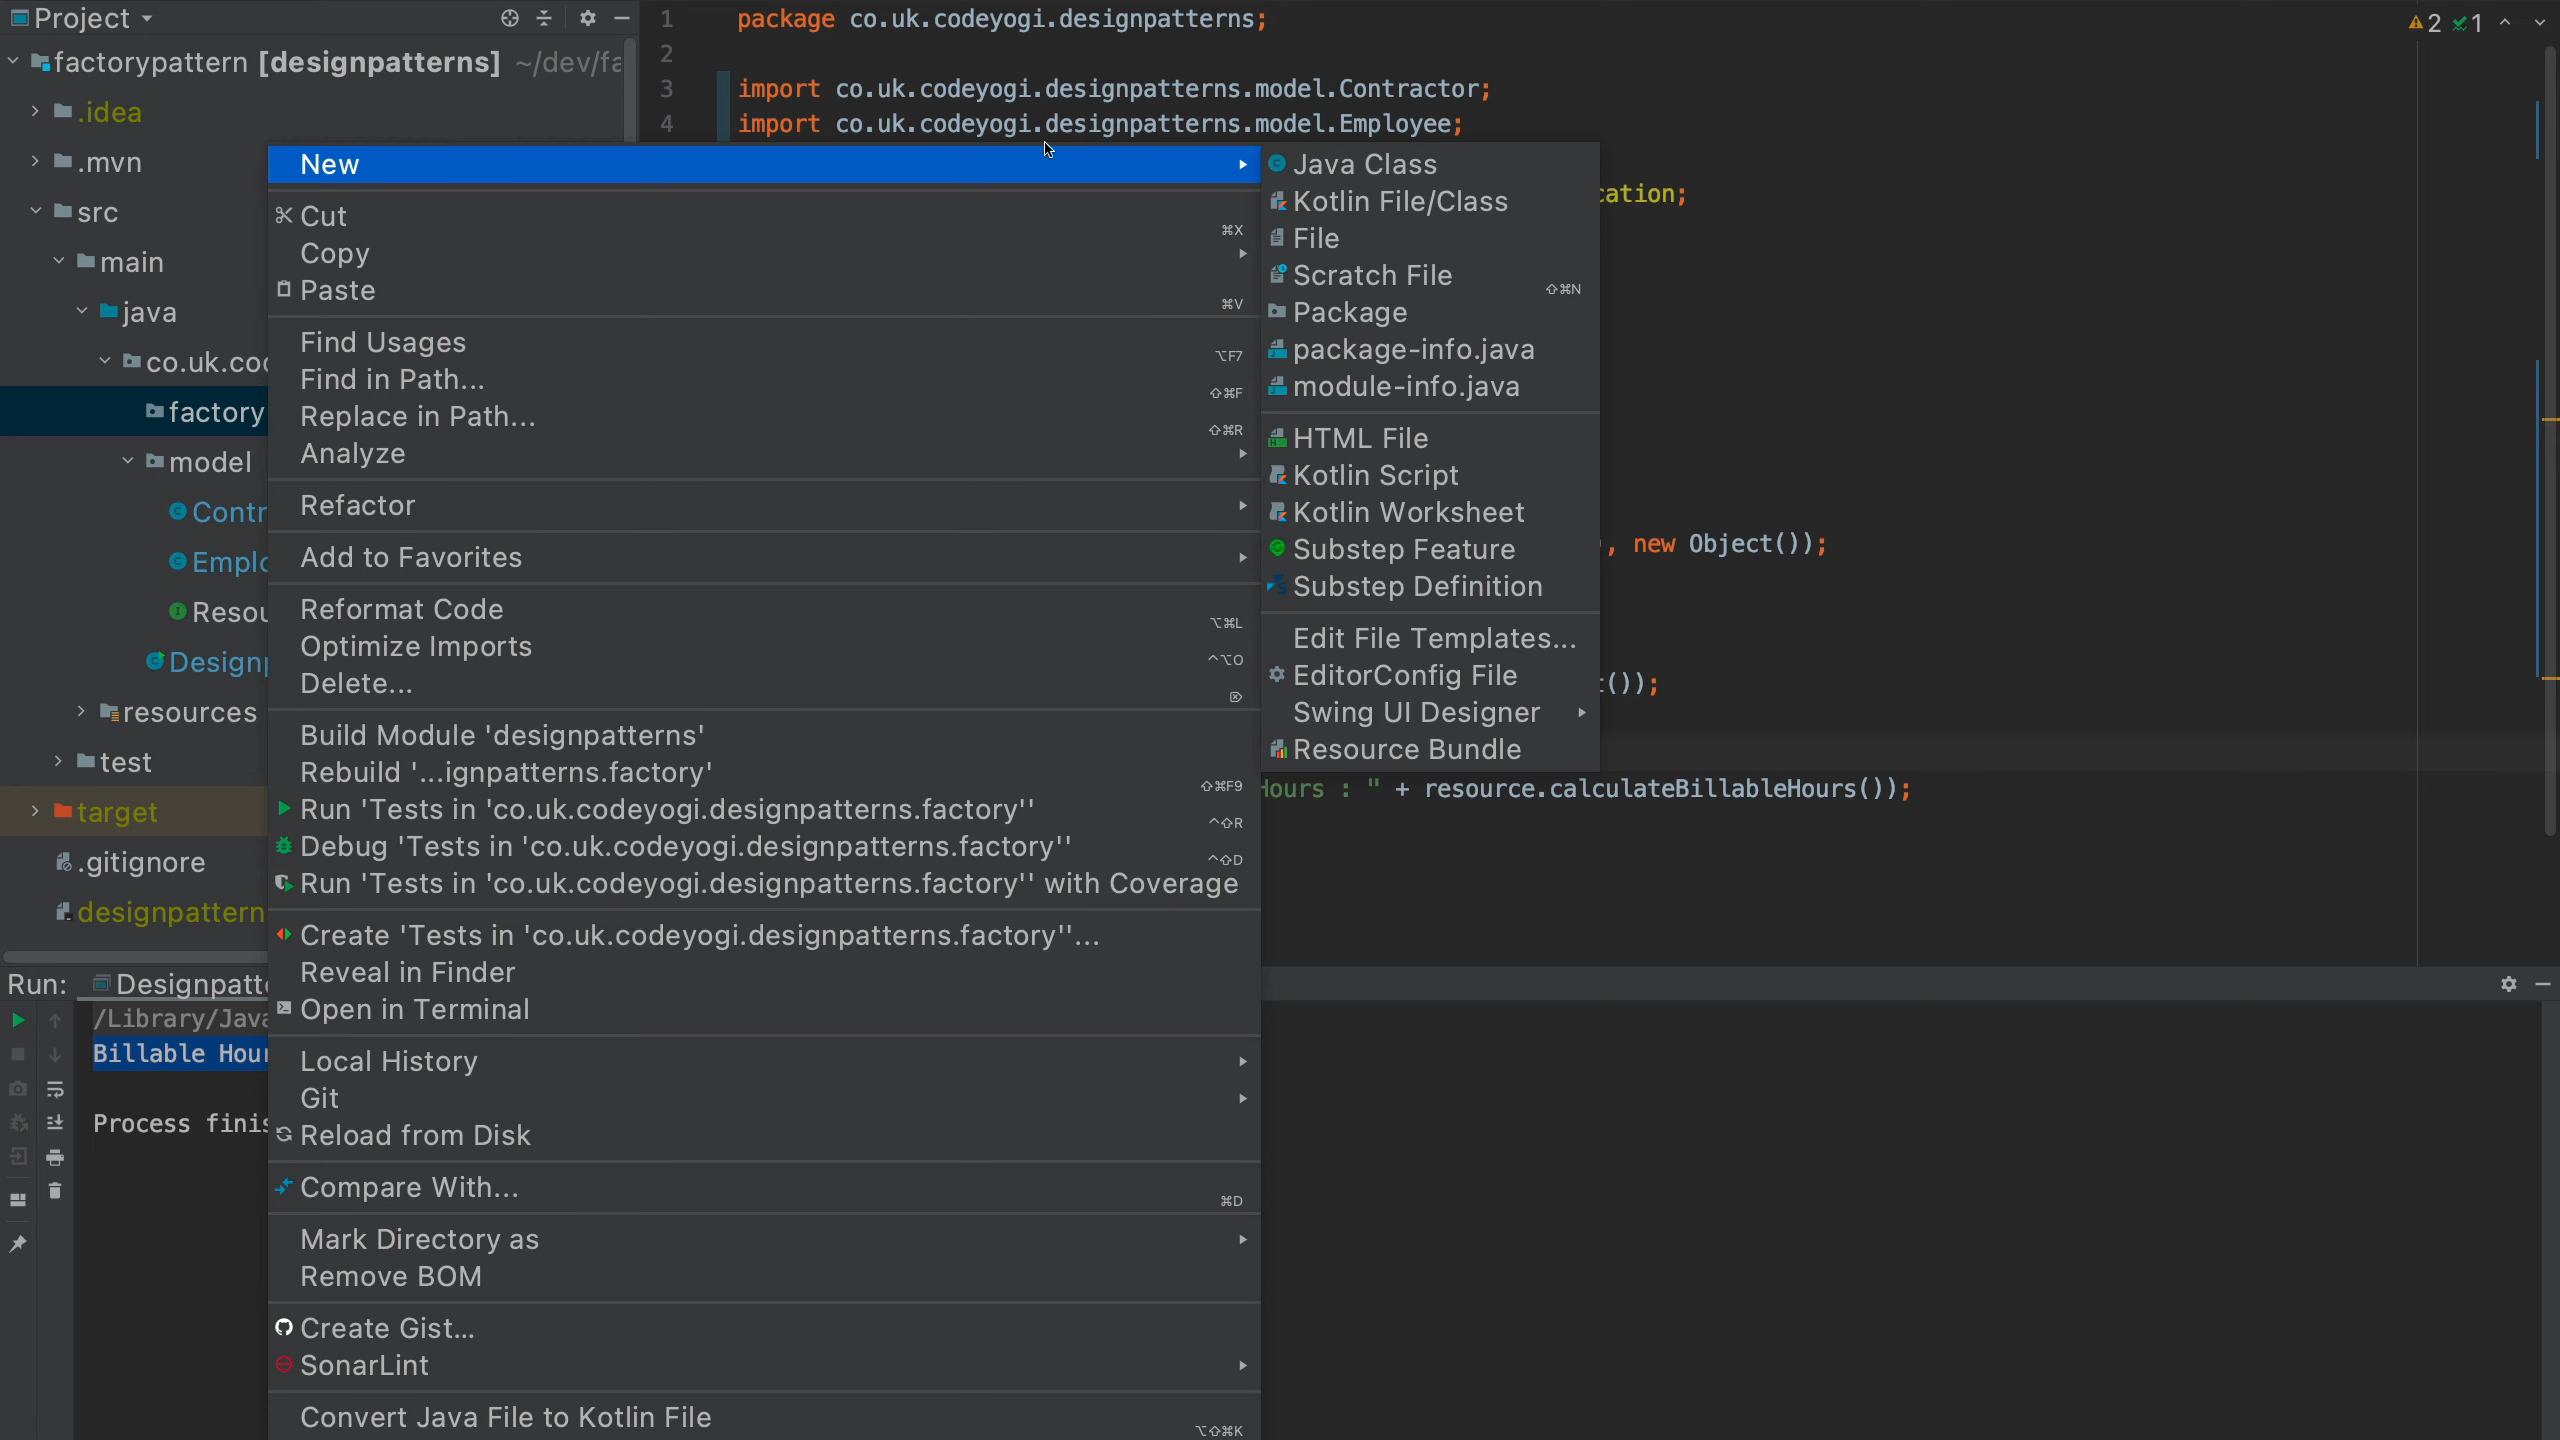 Project
factorypattern [designpatterns] ~/dev/fa
.idea
.mvn
src
main
java
co.uk.cod
factory
model
Contr
Emplo
Resou
Designp
resources
test
target
.gitignore
designpattern
1 package co.uk.codeyogi.designpatterns;
2
3 import co.uk.codeyogi.designpatterns.model.Contractor;
4 import co.uk.codeyogi.designpatterns.model.Employee;
cation;
, new Object());
t());
Hours : " + resource.calculateBillableHours());
2 1
New
Cut ⌘X
Copy
Paste ⌘V
Find Usages ⌥F7
Find in Path... ⇧⌘F
Replace in Path... ⇧⌘R
Analyze
Refactor
Add to Favorites
Reformat Code ⌥⌘L
Optimize Imports ^⌥O
Delete... ⌦
Build Module 'designpatterns'
Rebuild '...ignpatterns.factory' ⇧⌘F9
Run 'Tests in 'co.uk.codeyogi.designpatterns.factory'' ^⇧R
Debug 'Tests in 'co.uk.codeyogi.designpatterns.factory'' ^⇧D
Run 'Tests in 'co.uk.codeyogi.designpatterns.factory'' with Coverage
Create 'Tests in 'co.uk.codeyogi.designpatterns.factory''...
Reveal in Finder
Open in Terminal
Local History
Git
Reload from Disk
Compare With... ⌘D
Mark Directory as
Remove BOM
Create Gist...
SonarLint
Convert Java File to Kotlin File ⌥⇧⌘K
Java Class
Kotlin File/Class
File
Scratch File ⇧⌘N
Package
package-info.java
module-info.java
HTML File
Kotlin Script
Kotlin Worksheet
Substep Feature
Substep Definition
Edit File Templates...
EditorConfig File
Swing UI Designer
Resource Bundle
Run: Designpatte
/Library/Java
Billable Hour
Process finis